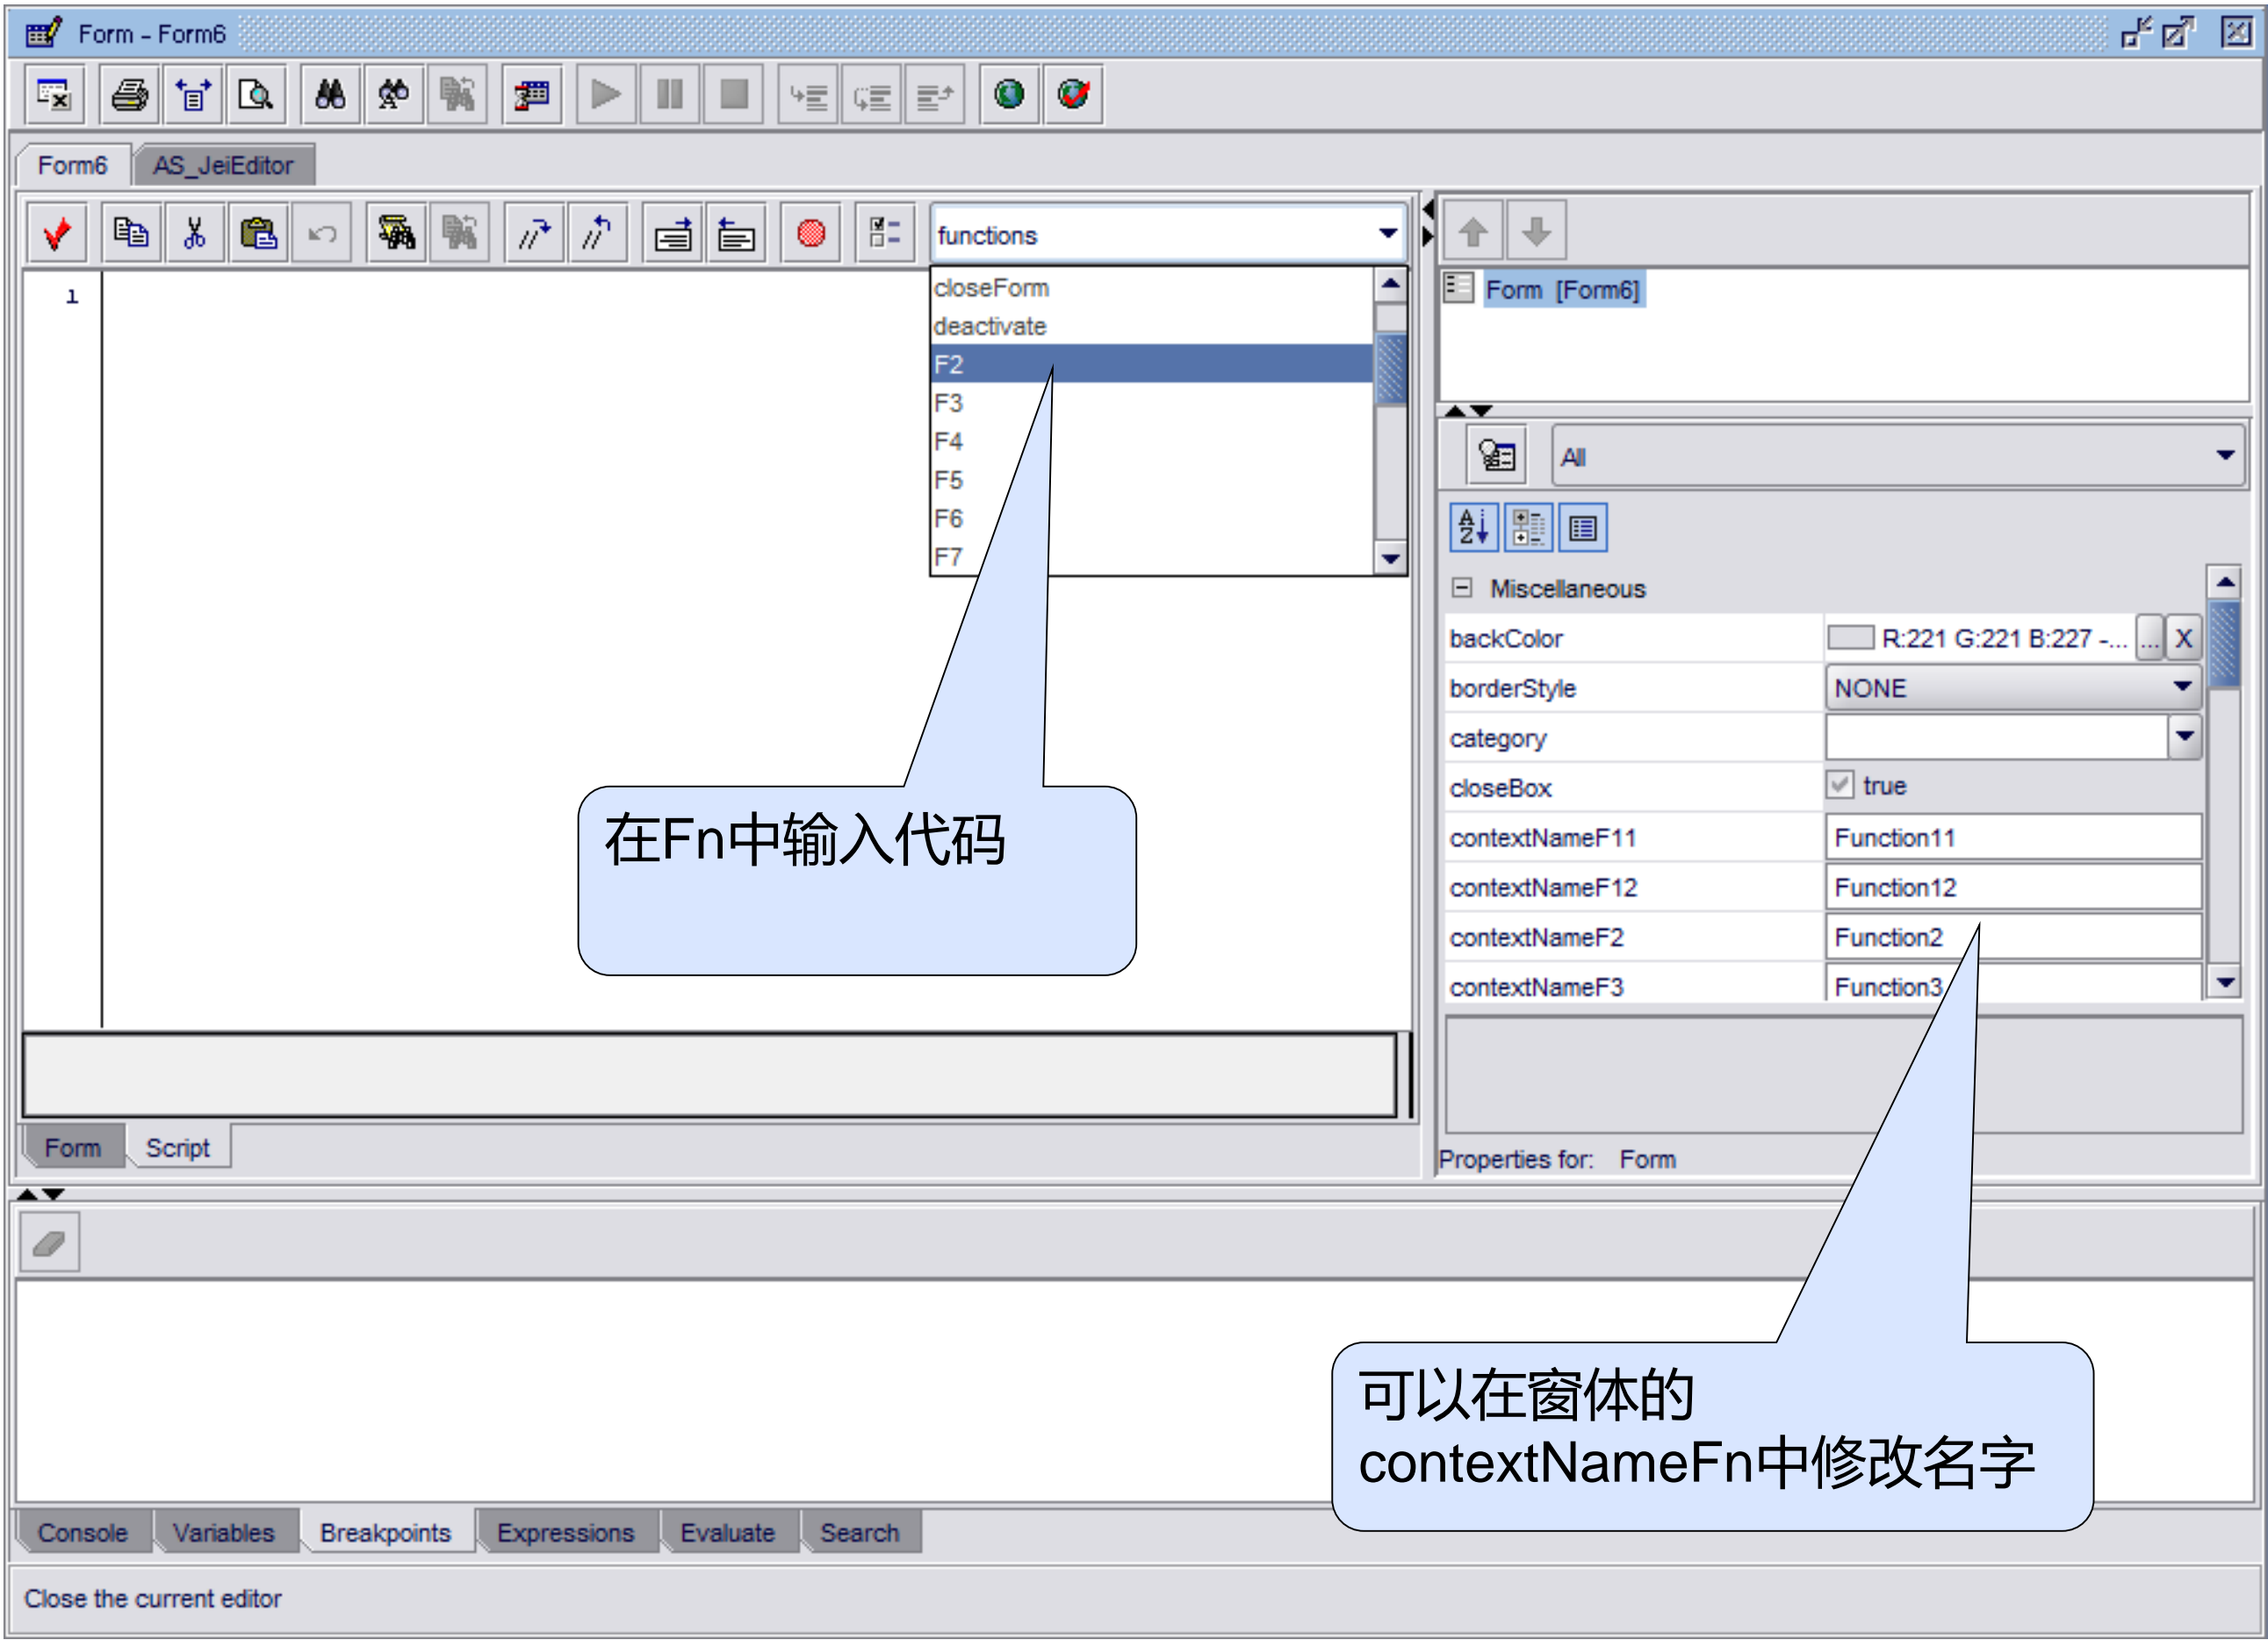 Form - Form6
Form6
AS_JeiEditor
functions
1
closeForm
deactivate
F2
F3
F4
F5
F6
F7
Form [Form6]
All
Miscellaneous
backColor R:221 G:221 B:227 -... ... X
borderStyle NONE
category
closeBox true
contextNameF11 Function11
contextNameF12 Function12
contextNameF2 Function2
contextNameF3 Function3
在Fn中输入代码
Form
Script
Properties for: Form
可以在窗体的
contextNameFn中修改名字
Console
Variables
Breakpoints
Expressions
Evaluate
Search
Close the current editor